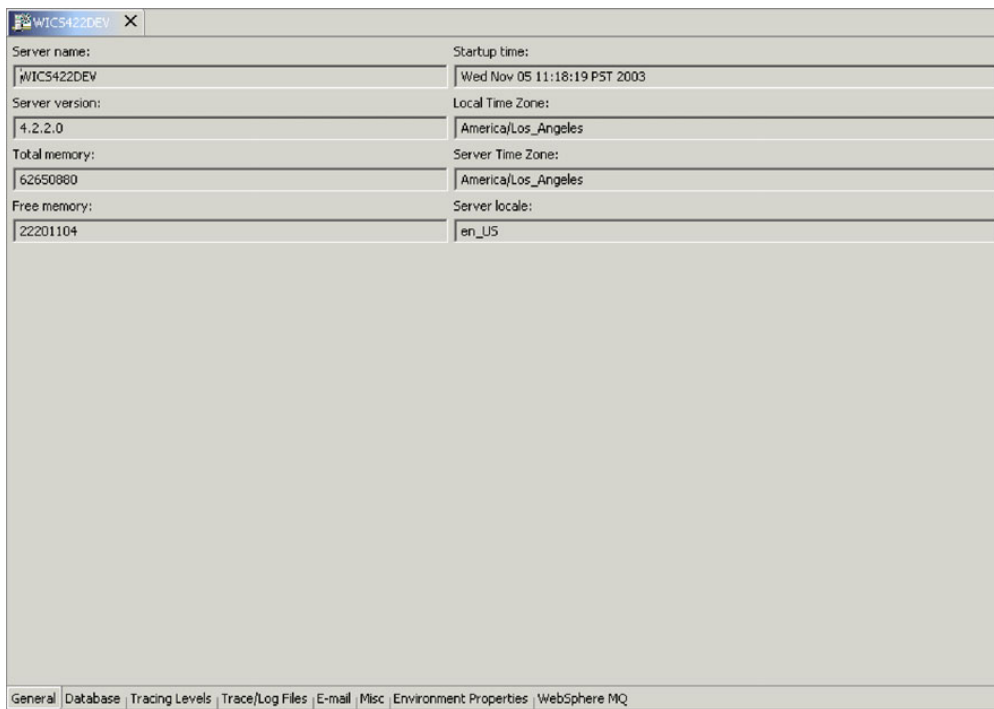 WICS422DEV
Server name:
WICS422DEV
Startup time:
Wed Nov 05 11:18:19 PST 2003
Server version:
4.2.2.0
Local Time Zone:
America/Los_Angeles
Total memory:
62650880
Server Time Zone:
America/Los_Angeles
Free memory:
22201104
Server locale:
en_US
General Database Tracing Levels Trace/Log Files E-mail Misc Environment Properties WebSphere MQ